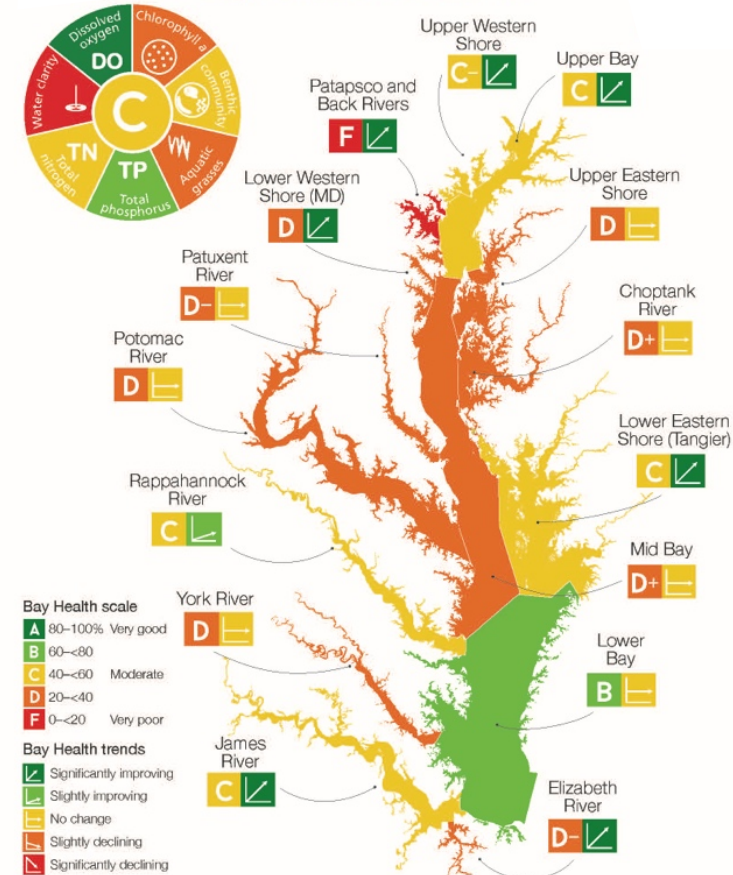 Dissolved
oxygen
DO
Chlorophyll a
Water clarity
Benthic
community
C
TN
Total
nitrogen
TP
Total
phosphorus
Aquatic
grasses
Upper Western
Shore
C-
Upper Bay
C
Patapsco and
Back Rivers
F
Lower Western
Shore (MD)
D
Upper Eastern
Shore
D
Patuxent
River
D-
Choptank
River
D+
Potomac
River
D
Lower Eastern
Shore (Tangier)
C
Rappahannock
River
C
Mid Bay
D+
York River
D
Lower
Bay
B
James
River
C
Elizabeth
River
D-
Bay Health scale
A 80–100% Very good
B 60–<80
C 40–<60 Moderate
D 20–<40
F 0–<20 Very poor
Bay Health trends
Significantly improving
Slightly improving
No change
Slightly declining
Significantly declining